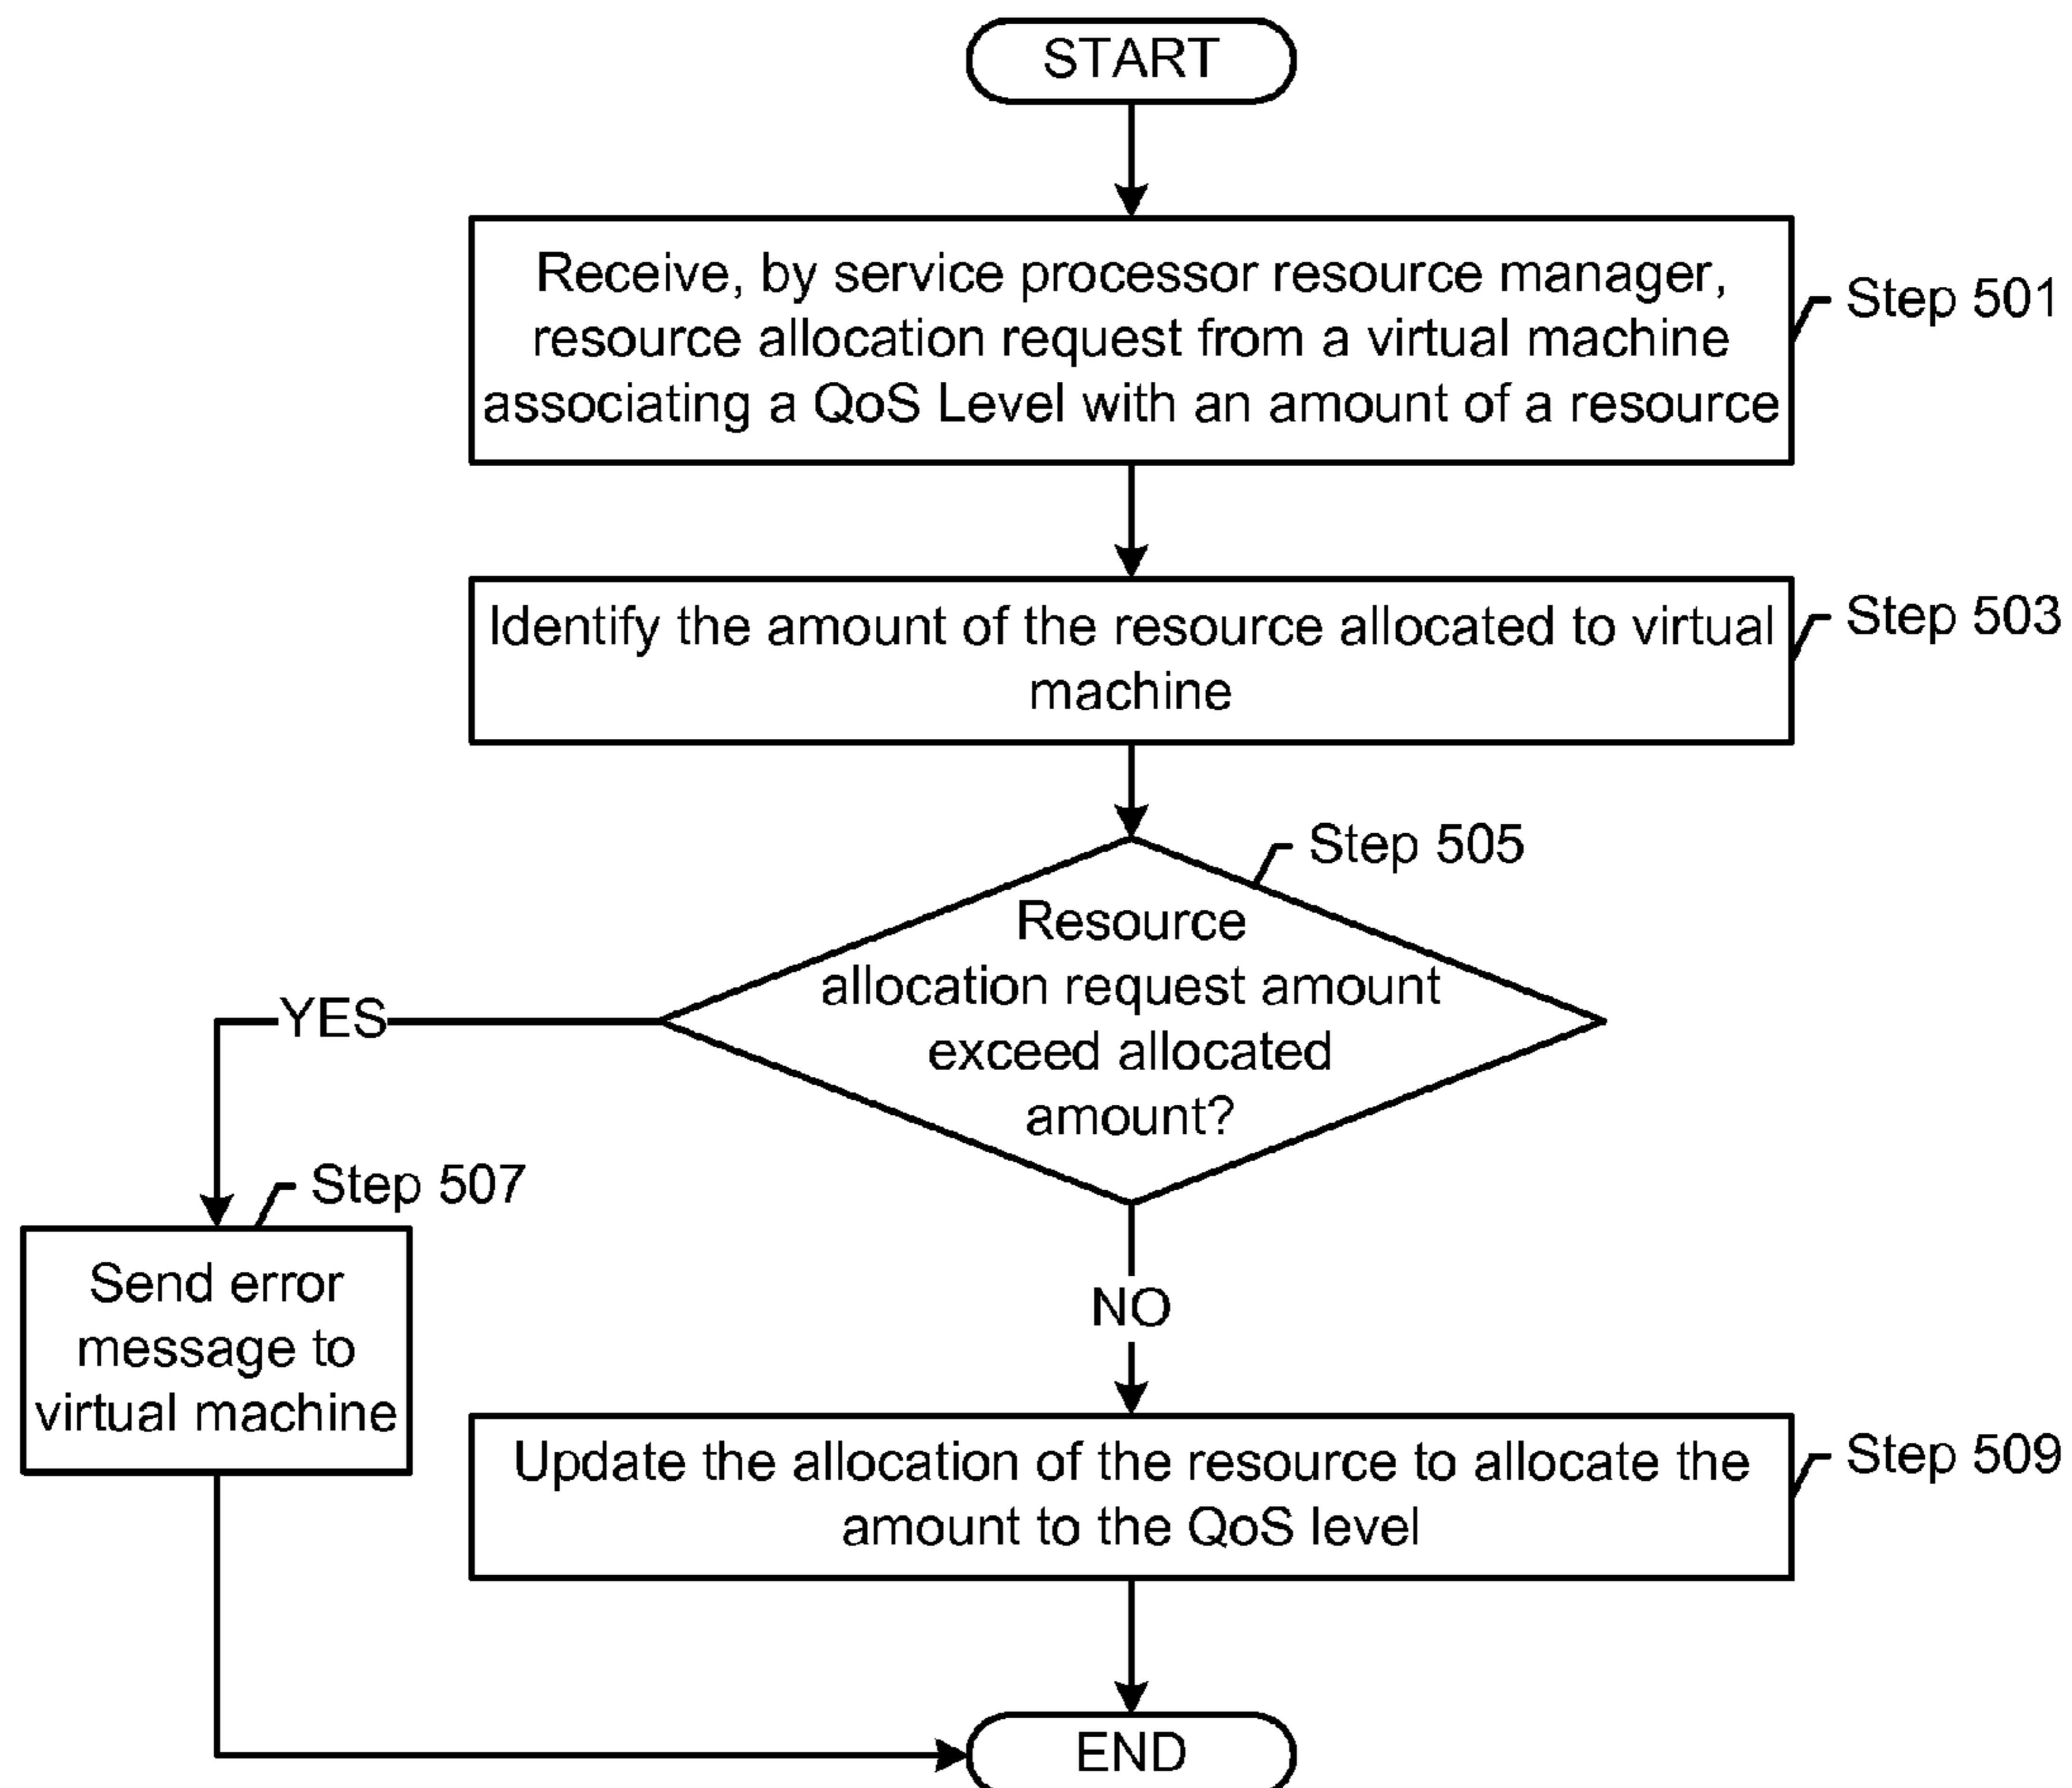 START
Receive, by service processor resource manager,
resource allocation request from a virtual machine
associating a QoS Level with an amount of a resource
Step 501
Identify the amount of the resource allocated to virtual
machine
Step 503
Step 505
Resource
allocation request amount
exceed allocated
amount?
YES
Step 507
Send error
message to
virtual machine
NO
Update the allocation of the resource to allocate the
amount to the QoS level
Step 509
END